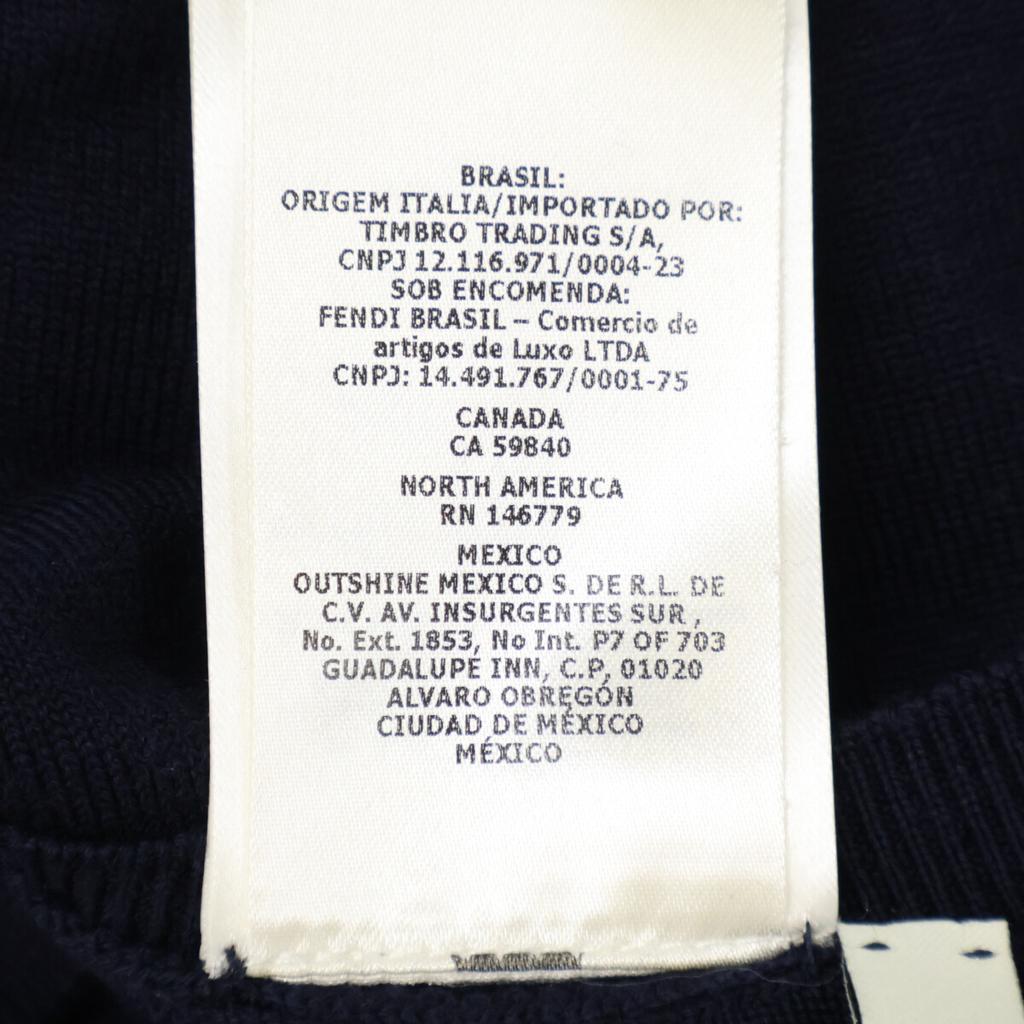 BRASIL:
ORIGEM ITALIA/IMPORTADO POR:
TIMBRO TRADING S/A,
CNPJ 12.116.971/0004-23
SOB ENCOMENDA:
FENDI BRASIL – Comercio de
artigos de Luxo LTDA
CNPJ: 14.491.767/0001-75
CANADA
CA 59840
NORTH AMERICA
RN 146779
MEXICO
OUTSHINE MEXICO S. DE R.L. DE
C.V. AV. INSURGENTES SUR ,
No. Ext. 1853, No Int. P7 OF 703
GUADALUPE INN, C.P, 01020
ALVARO OBREGÓN
CIUDAD DE MÉXICO
MÉXICO